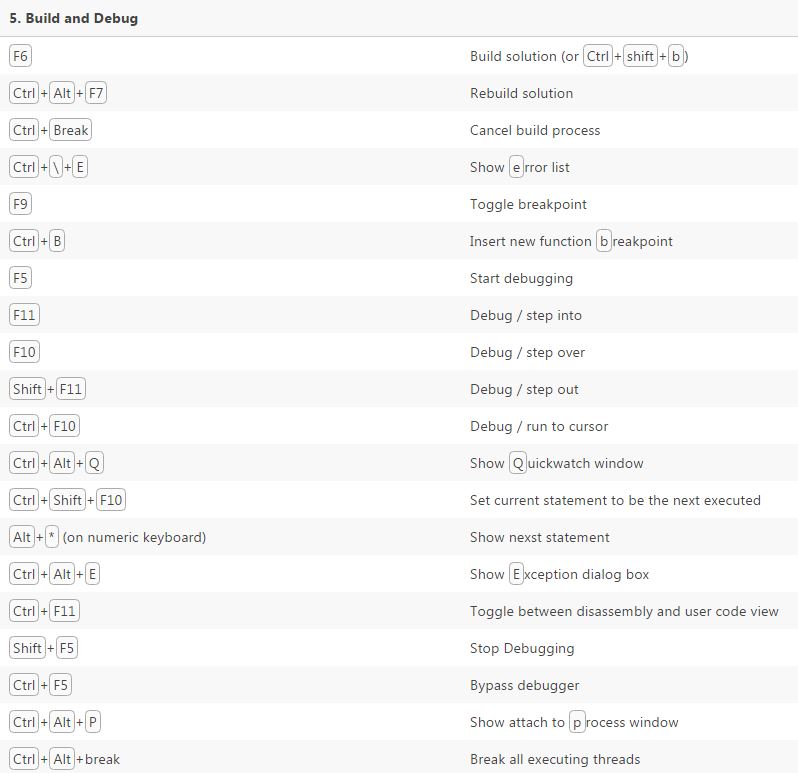 5. Build and Debug
F6 Build solution (or Ctrl+shift+b)
Ctrl+Alt+F7 Rebuild solution
Ctrl+Break Cancel build process
Ctrl+\+E Show error list
F9 Toggle breakpoint
Ctrl+B Insert new function breakpoint
F5 Start debugging
F11 Debug / step into
F10 Debug / step over
Shift+F11 Debug / step out
Ctrl+F10 Debug / run to cursor
Ctrl+Alt+Q Show Quickwatch window
Ctrl+Shift+F10 Set current statement to be the next executed
Alt+* (on numeric keyboard) Show nexst statement
Ctrl+Alt+E Show Exception dialog box
Ctrl+F11 Toggle between disassembly and user code view
Shift+F5 Stop Debugging
Ctrl+F5 Bypass debugger
Ctrl+Alt+P Show attach to process window
Ctrl+Alt+break Break all executing threads